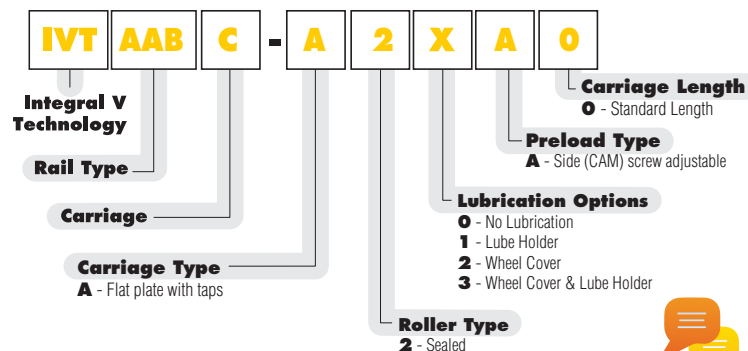 IVT AAB C - A 2 X A 0
Carriage Length
0 - Standard Length
Integral V
Technology
Preload Type
A - Side (CAM) screw adjustable
Rail Type
Lubrication Options
0 - No Lubrication
1 - Lube Holder
2 - Wheel Cover
3 - Wheel Cover & Lube Holder
Carriage
Carriage Type
A - Flat plate with taps
Roller Type
2 - Sealed